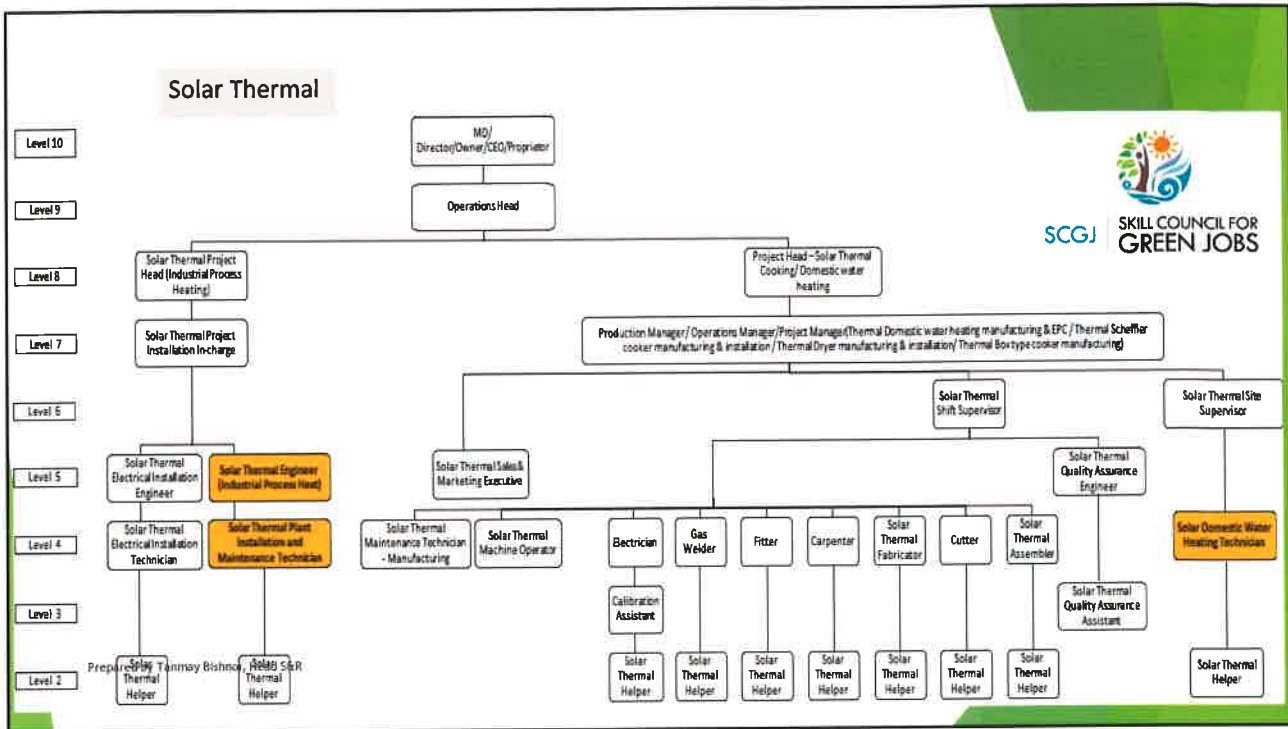 Solar Thermal
Level 10
MD/
Director/Owner/CEO/Proprietor
SCGJ
SKILL COUNCIL FOR
GREEN JOBS
Level 9
Operations Head
Level 8
Solar Thermal Project
Head (Industrial Process
Heating)
Project Head – Solar Thermal
Cooking/ Domestic water
heating
Level 7
Solar Thermal Project
Installation In-charge
Production Manager/ Operations Manager/Project Manager(Thermal Domestic water heating manufacturing & EPC / Thermal Scheffler
cooker manufacturing & installation/ Thermal Dryer manufacturing & installation/ Thermal Box type cooker manufacturing)
Level 6
Solar Thermal
Shift Supervisor
Solar Thermal Site
Supervisor
Level 5
Solar Thermal
Electrical Installation
Engineer
Solar Thermal Engineer
(Industrial Process Heat)
Solar Thermal Sales &
Marketing Executive
Solar Thermal
Quality Assurance
Engineer
Level 4
Solar Thermal
Electrical Installation
Technician
Solar Thermal Plant
Installation and
Maintenance Technician
Solar Thermal
Maintenance Technician
- Manufacturing
Solar Thermal
Machine Operator
Electrician
Gas
Welder
Fitter
Carpenter
Solar
Thermal
Fabricator
Cutter
Solar
Thermal
Assembler
Solar Domestic Water
Heating Technician
Level 3
Calibration
Assistant
Solar Thermal
Quality Assurance
Assistant
Level 2
Prepared by Tanmay Bishnoi, Head S&R
Solar
Thermal
Helper
Solar
Thermal
Helper
Solar
Thermal
Helper
Solar
Thermal
Helper
Solar
Thermal
Helper
Solar
Thermal
Helper
Solar
Thermal
Helper
Solar
Thermal
Helper
Solar
Thermal
Helper
Solar Thermal
Helper